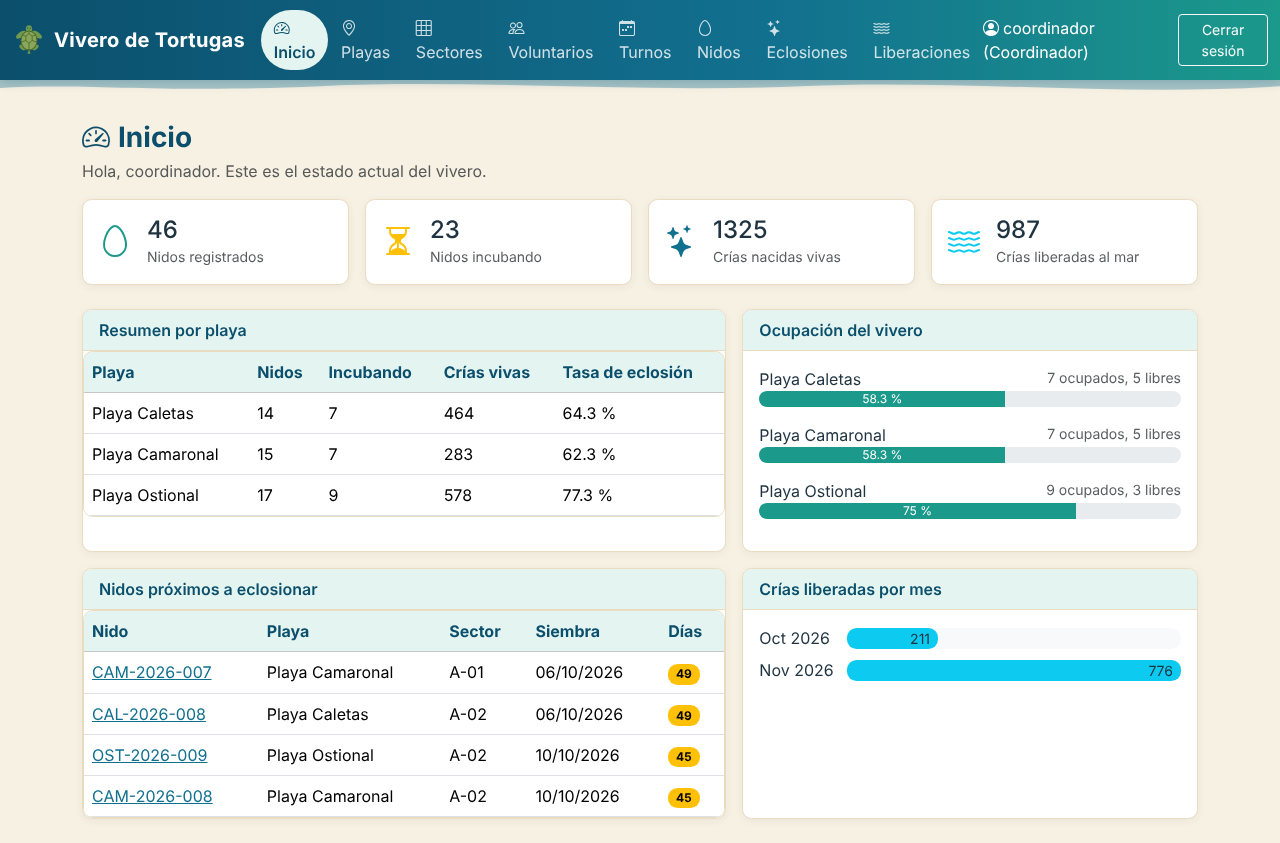 Vivero de Tortugas
Inicio
Playas
Sectores
Voluntarios
Turnos
Nidos
Eclosiones
Liberaciones
coordinador
(Coordinador)
Cerrar
sesión
Inicio
Hola, coordinador. Este es el estado actual del vivero.
46
Nidos registrados
23
Nidos incubando
1325
Crías nacidas vivas
987
Crías liberadas al mar
Resumen por playa
Playa Nidos Incubando Crías vivas Tasa de eclosión
Playa Caletas 14 7 464 64.3 %
Playa Camaronal 15 7 283 62.3 %
Playa Ostional 17 9 578 77.3 %
Ocupación del vivero
Playa Caletas 7 ocupados, 5 libres
58.3 %
Playa Camaronal 7 ocupados, 5 libres
58.3 %
Playa Ostional 9 ocupados, 3 libres
75 %
Nidos próximos a eclosionar
Nido Playa Sector Siembra Días
CAM-2026-007 Playa Camaronal A-01 06/10/2026 49
CAL-2026-008 Playa Caletas A-02 06/10/2026 49
OST-2026-009 Playa Ostional A-02 10/10/2026 45
CAM-2026-008 Playa Camaronal A-02 10/10/2026 45
Crías liberadas por mes
Oct 2026 211
Nov 2026 776